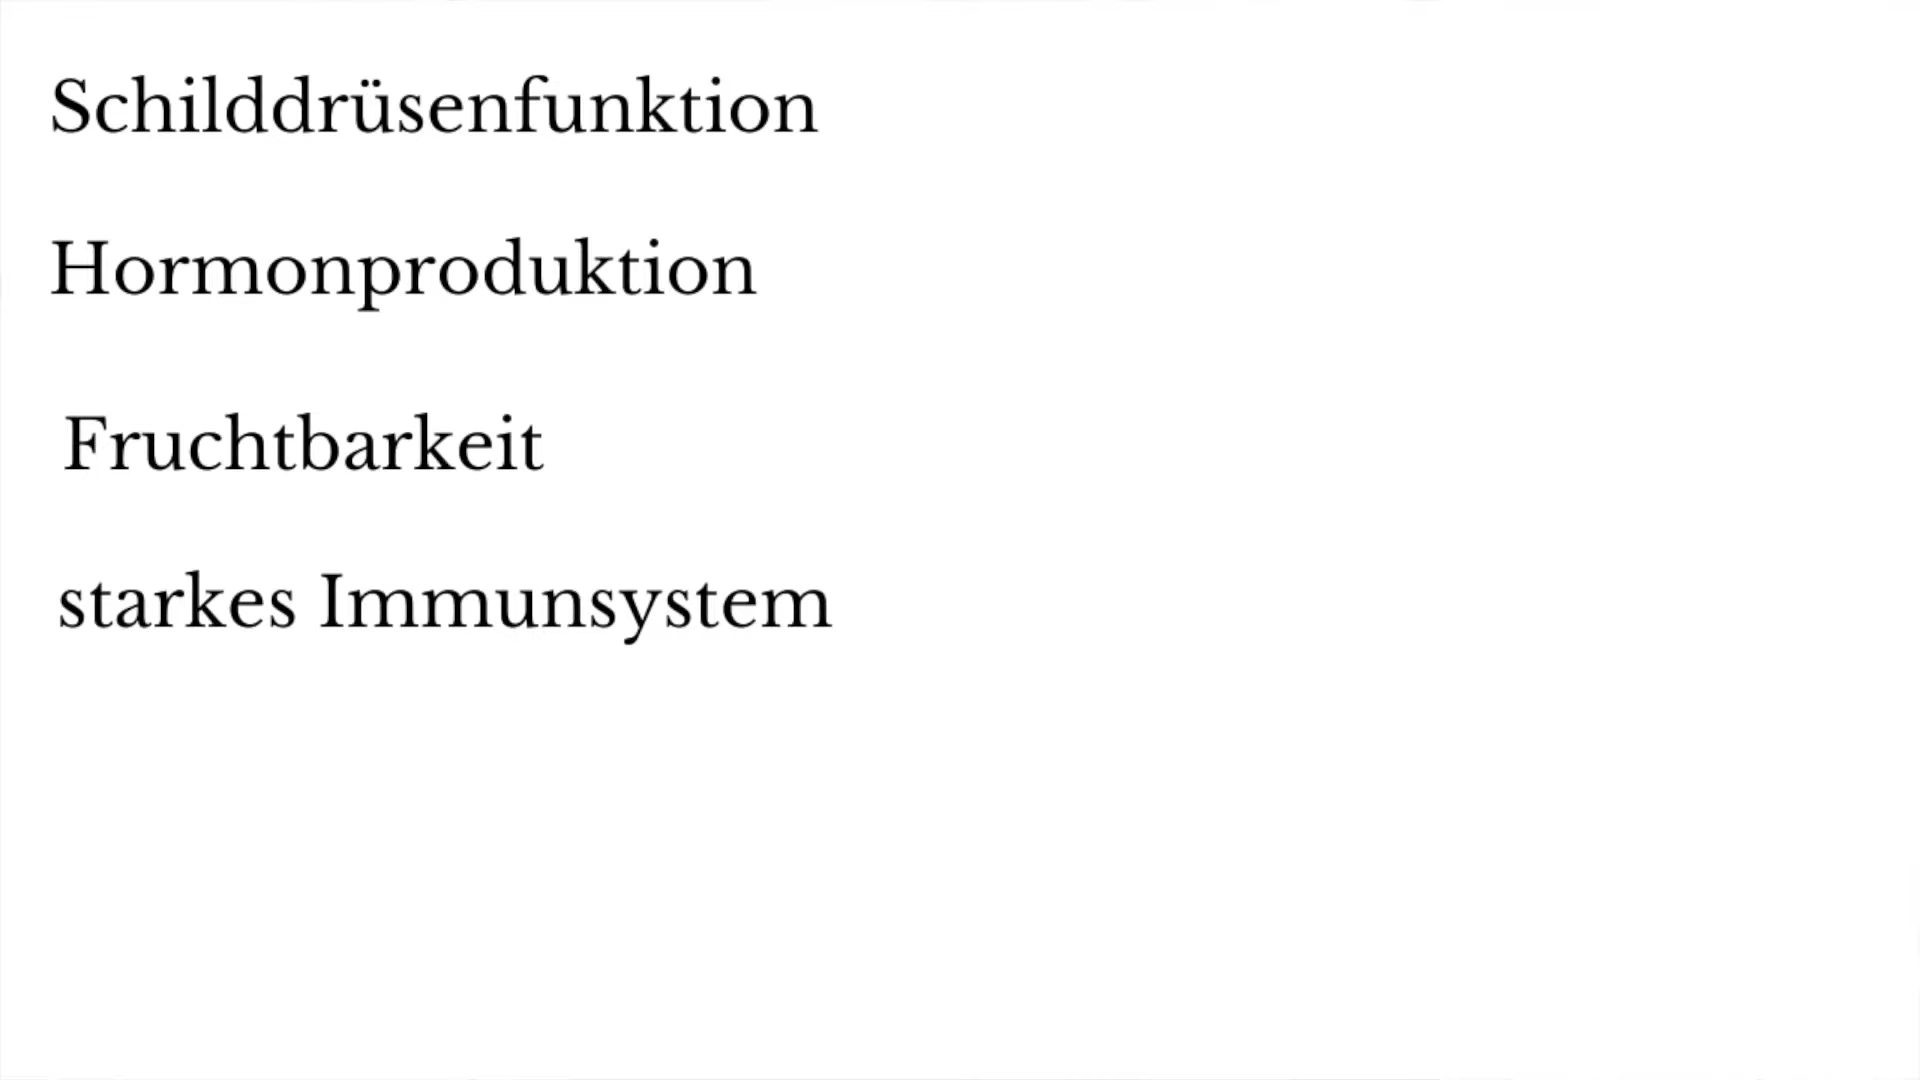 Schilddrüsenfunktion
Hormonproduktion
Fruchtbarkeit
starkes Immunsystem